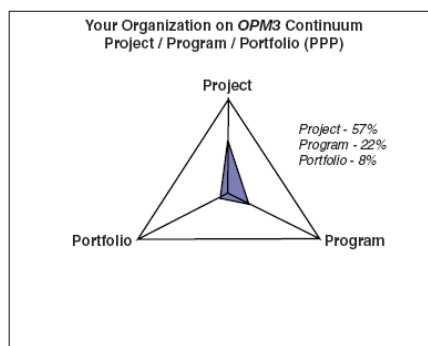 Your Organization on OPM3 Continuum
Project / Program / Portfolio (PPP)
Project
Project - 57%
Program - 22%
Portfolio - 8%
Portfolio
Program